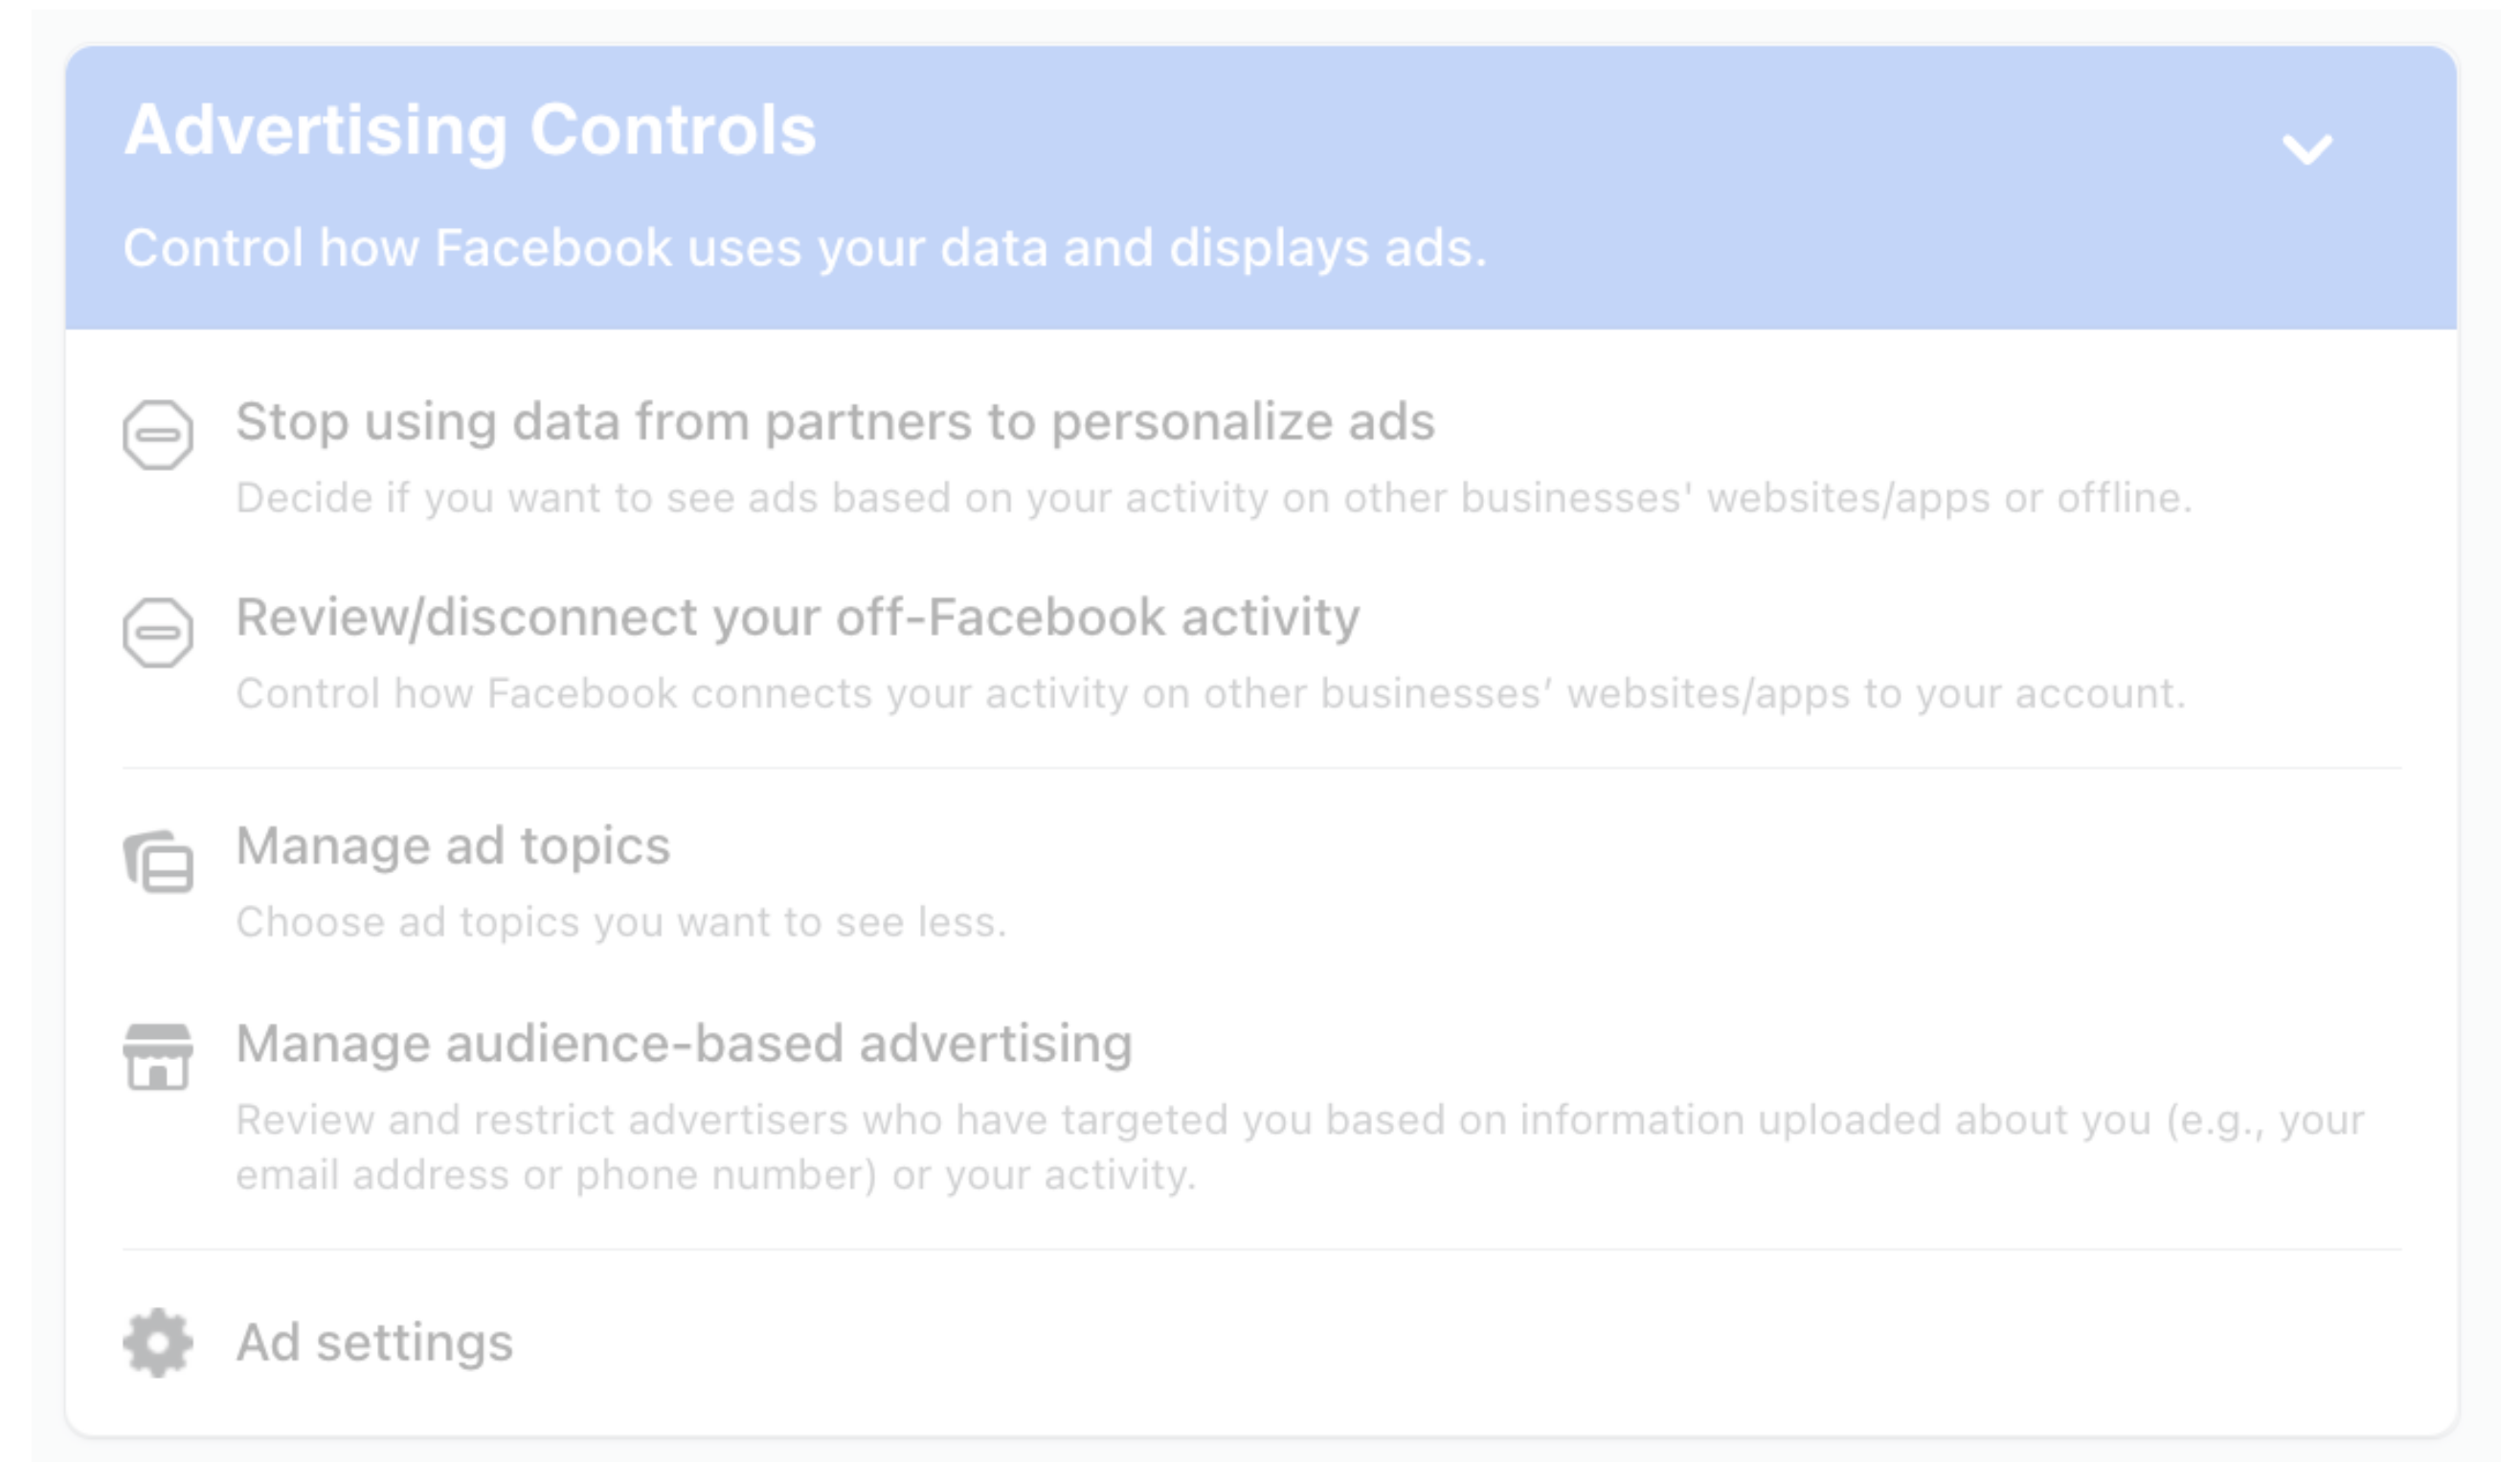 Advertising Controls
Control how Facebook uses your data and displays ads.
Stop using data from partners to personalize ads
Decide if you want to see ads based on your activity on other businesses' websites/apps or offline.
Review/disconnect your off-Facebook activity
Control how Facebook connects your activity on other businesses’ websites/apps to your account.
Manage ad topics
Choose ad topics you want to see less.
Manage audience-based advertising
Review and restrict advertisers who have targeted you based on information uploaded about you (e.g., your
email address or phone number) or your activity.
Ad settings